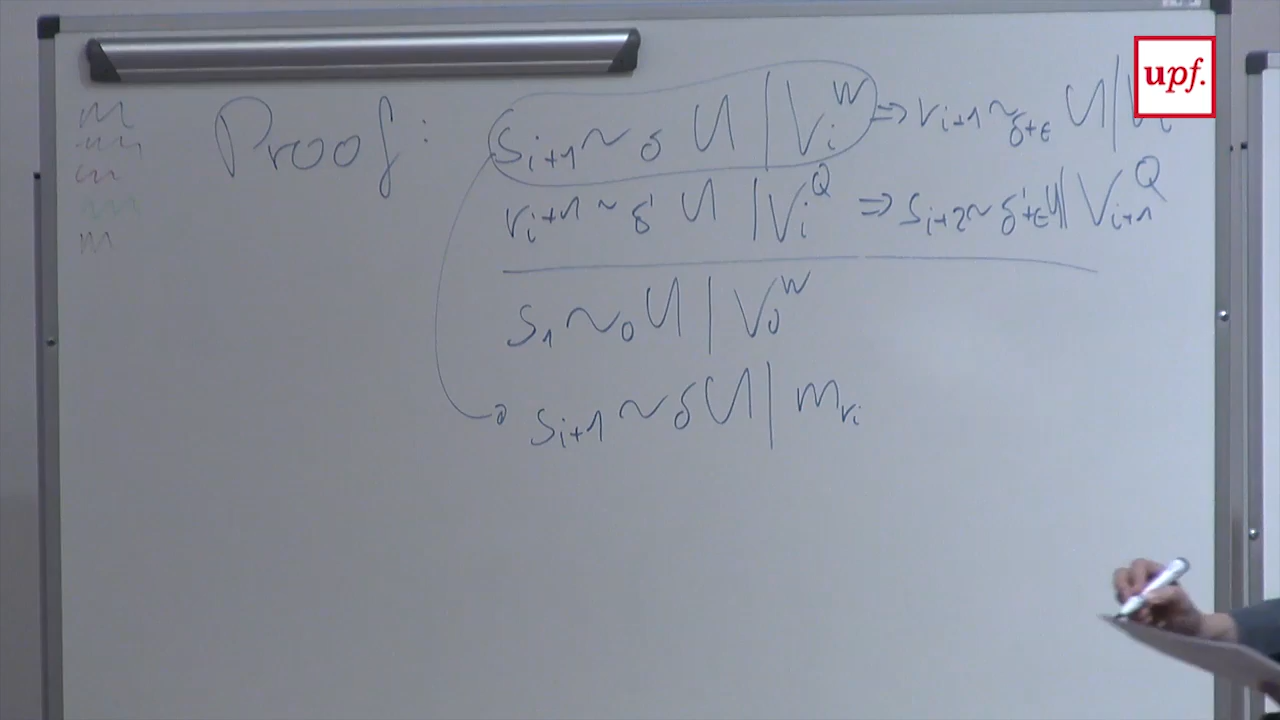 upf.
Proof: s_{i+1} ~_δ U | V_i^W ⇒ r_{i+1} ~_{δ+ε} U | V_i
r_{i+1} ~_{δ'} U | V_i^Q ⇒ s_{i+2} ~_{δ'+ε} U | V_{i+1}^Q
s_1 ~_0 U | V_0^W
s_{i+1} ~_δ U | m_{r_i}